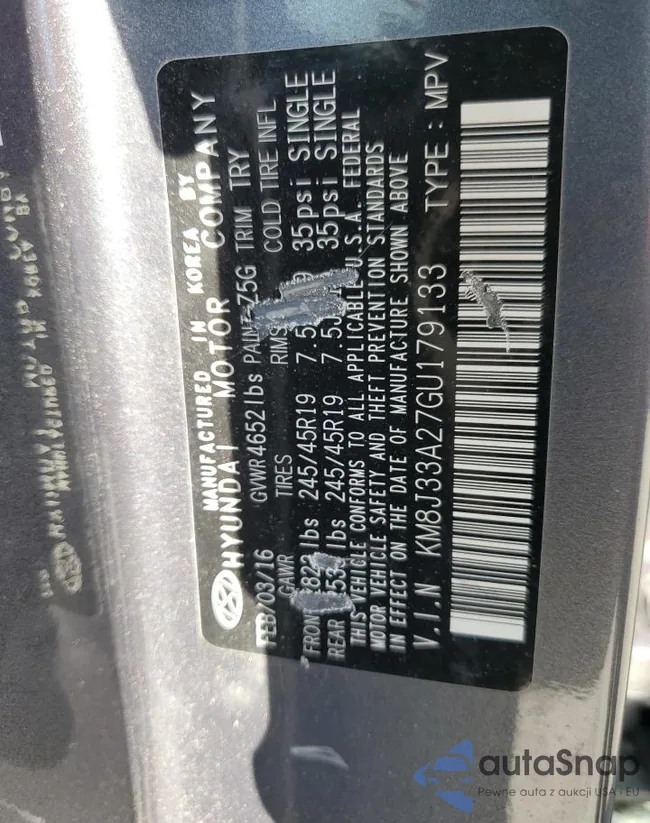 MANUFACTURED IN KOREA BY
HYUNDAI MOTOR COMPANY
FEB/03/16 GVWR 4652 lbs PAINT Z5G TRIM TRY
GAWR TIRES RIMS COLD TIRE INFL
FRONT lbs 245/45R19 35psi SINGLE
REAR lbs 245/45R19 35psi SINGLE
THIS VEHICLE CONFORMS TO ALL APPLICABLE U.S.A. FEDERAL
MOTOR VEHICLE SAFETY AND THEFT PREVENTION STANDARDS
IN EFFECT ON THE DATE OF MANUFACTURE SHOWN ABOVE
V.I.N KM8J33A27GU179133 TYPE : MPV
autaSnap
Pewne auta z aukcji USA i EU